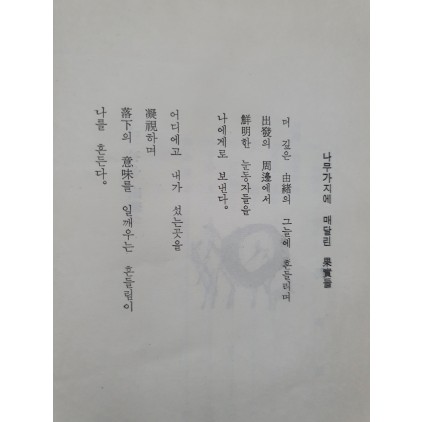 나무가지에 매달린 果實들
더 깊은 由緖의 그늘에 흔들리며
出發의 周邊에서
鮮明한 눈동자들을
나에게로 보낸다。
어디에고 내가 섰는곳을
凝視하며
落下의 意味를 일깨우는 흔들림이
나를 흔든다。